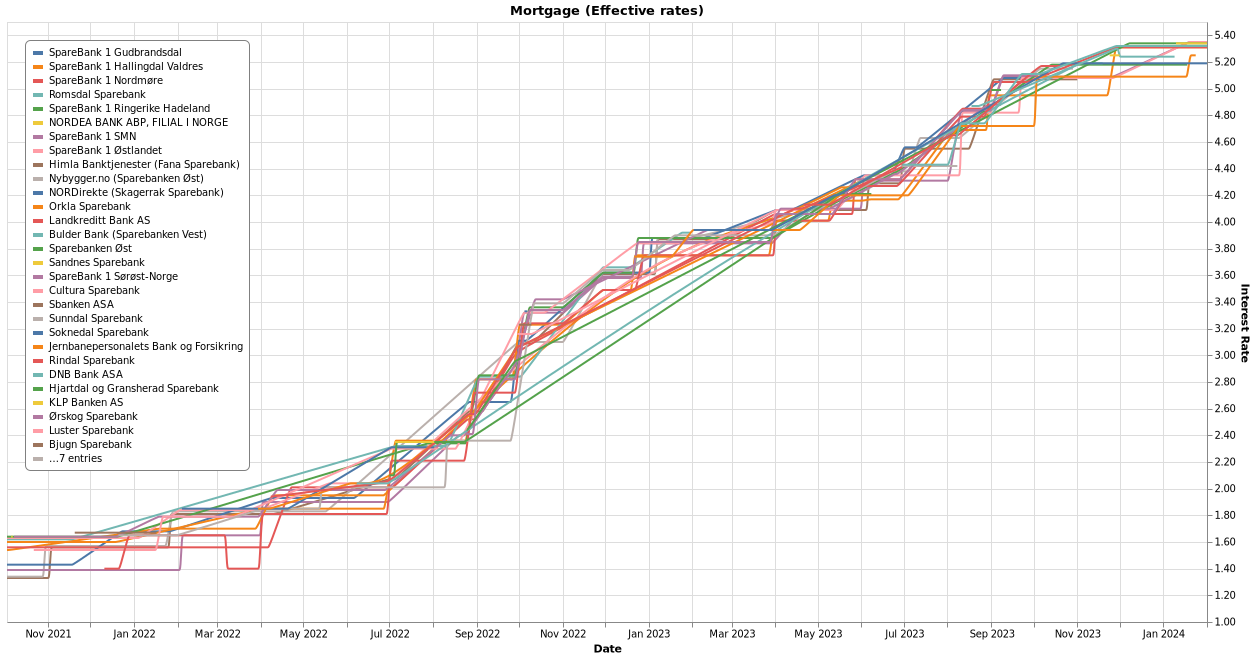 Mortgage (Effective rates)
SpareBank 1 Gudbrandsdal
SpareBank 1 Hallingdal Valdres
SpareBank 1 Nordmøre
Romsdal Sparebank
SpareBank 1 Ringerike Hadeland
NORDEA BANK ABP, FILIAL I NORGE
SpareBank 1 SMN
SpareBank 1 Østlandet
Himla Banktjenester (Fana Sparebank)
Nybygger.no (Sparebanken Øst)
NORDirekte (Skagerrak Sparebank)
Orkla Sparebank
Landkreditt Bank AS
Bulder Bank (Sparebanken Vest)
Sparebanken Øst
Sandnes Sparebank
SpareBank 1 Sørøst-Norge
Cultura Sparebank
Sbanken ASA
Sunndal Sparebank
Soknedal Sparebank
Jernbanepersonalets Bank og Forsikring
Rindal Sparebank
DNB Bank ASA
Hjartdal og Gransherad Sparebank
KLP Banken AS
Ørskog Sparebank
Luster Sparebank
Bjugn Sparebank
...7 entries
5.40
5.20
5.00
4.80
4.60
4.40
4.20
4.00
3.80
3.60
3.40
3.20
3.00
2.80
2.60
2.40
2.20
2.00
1.80
1.60
1.40
1.20
1.00
Interest Rate
Nov 2021 Jan 2022 Mar 2022 May 2022 Jul 2022 Sep 2022 Nov 2022 Jan 2023 Mar 2023 May 2023 Jul 2023 Sep 2023 Nov 2023 Jan 2024
Date